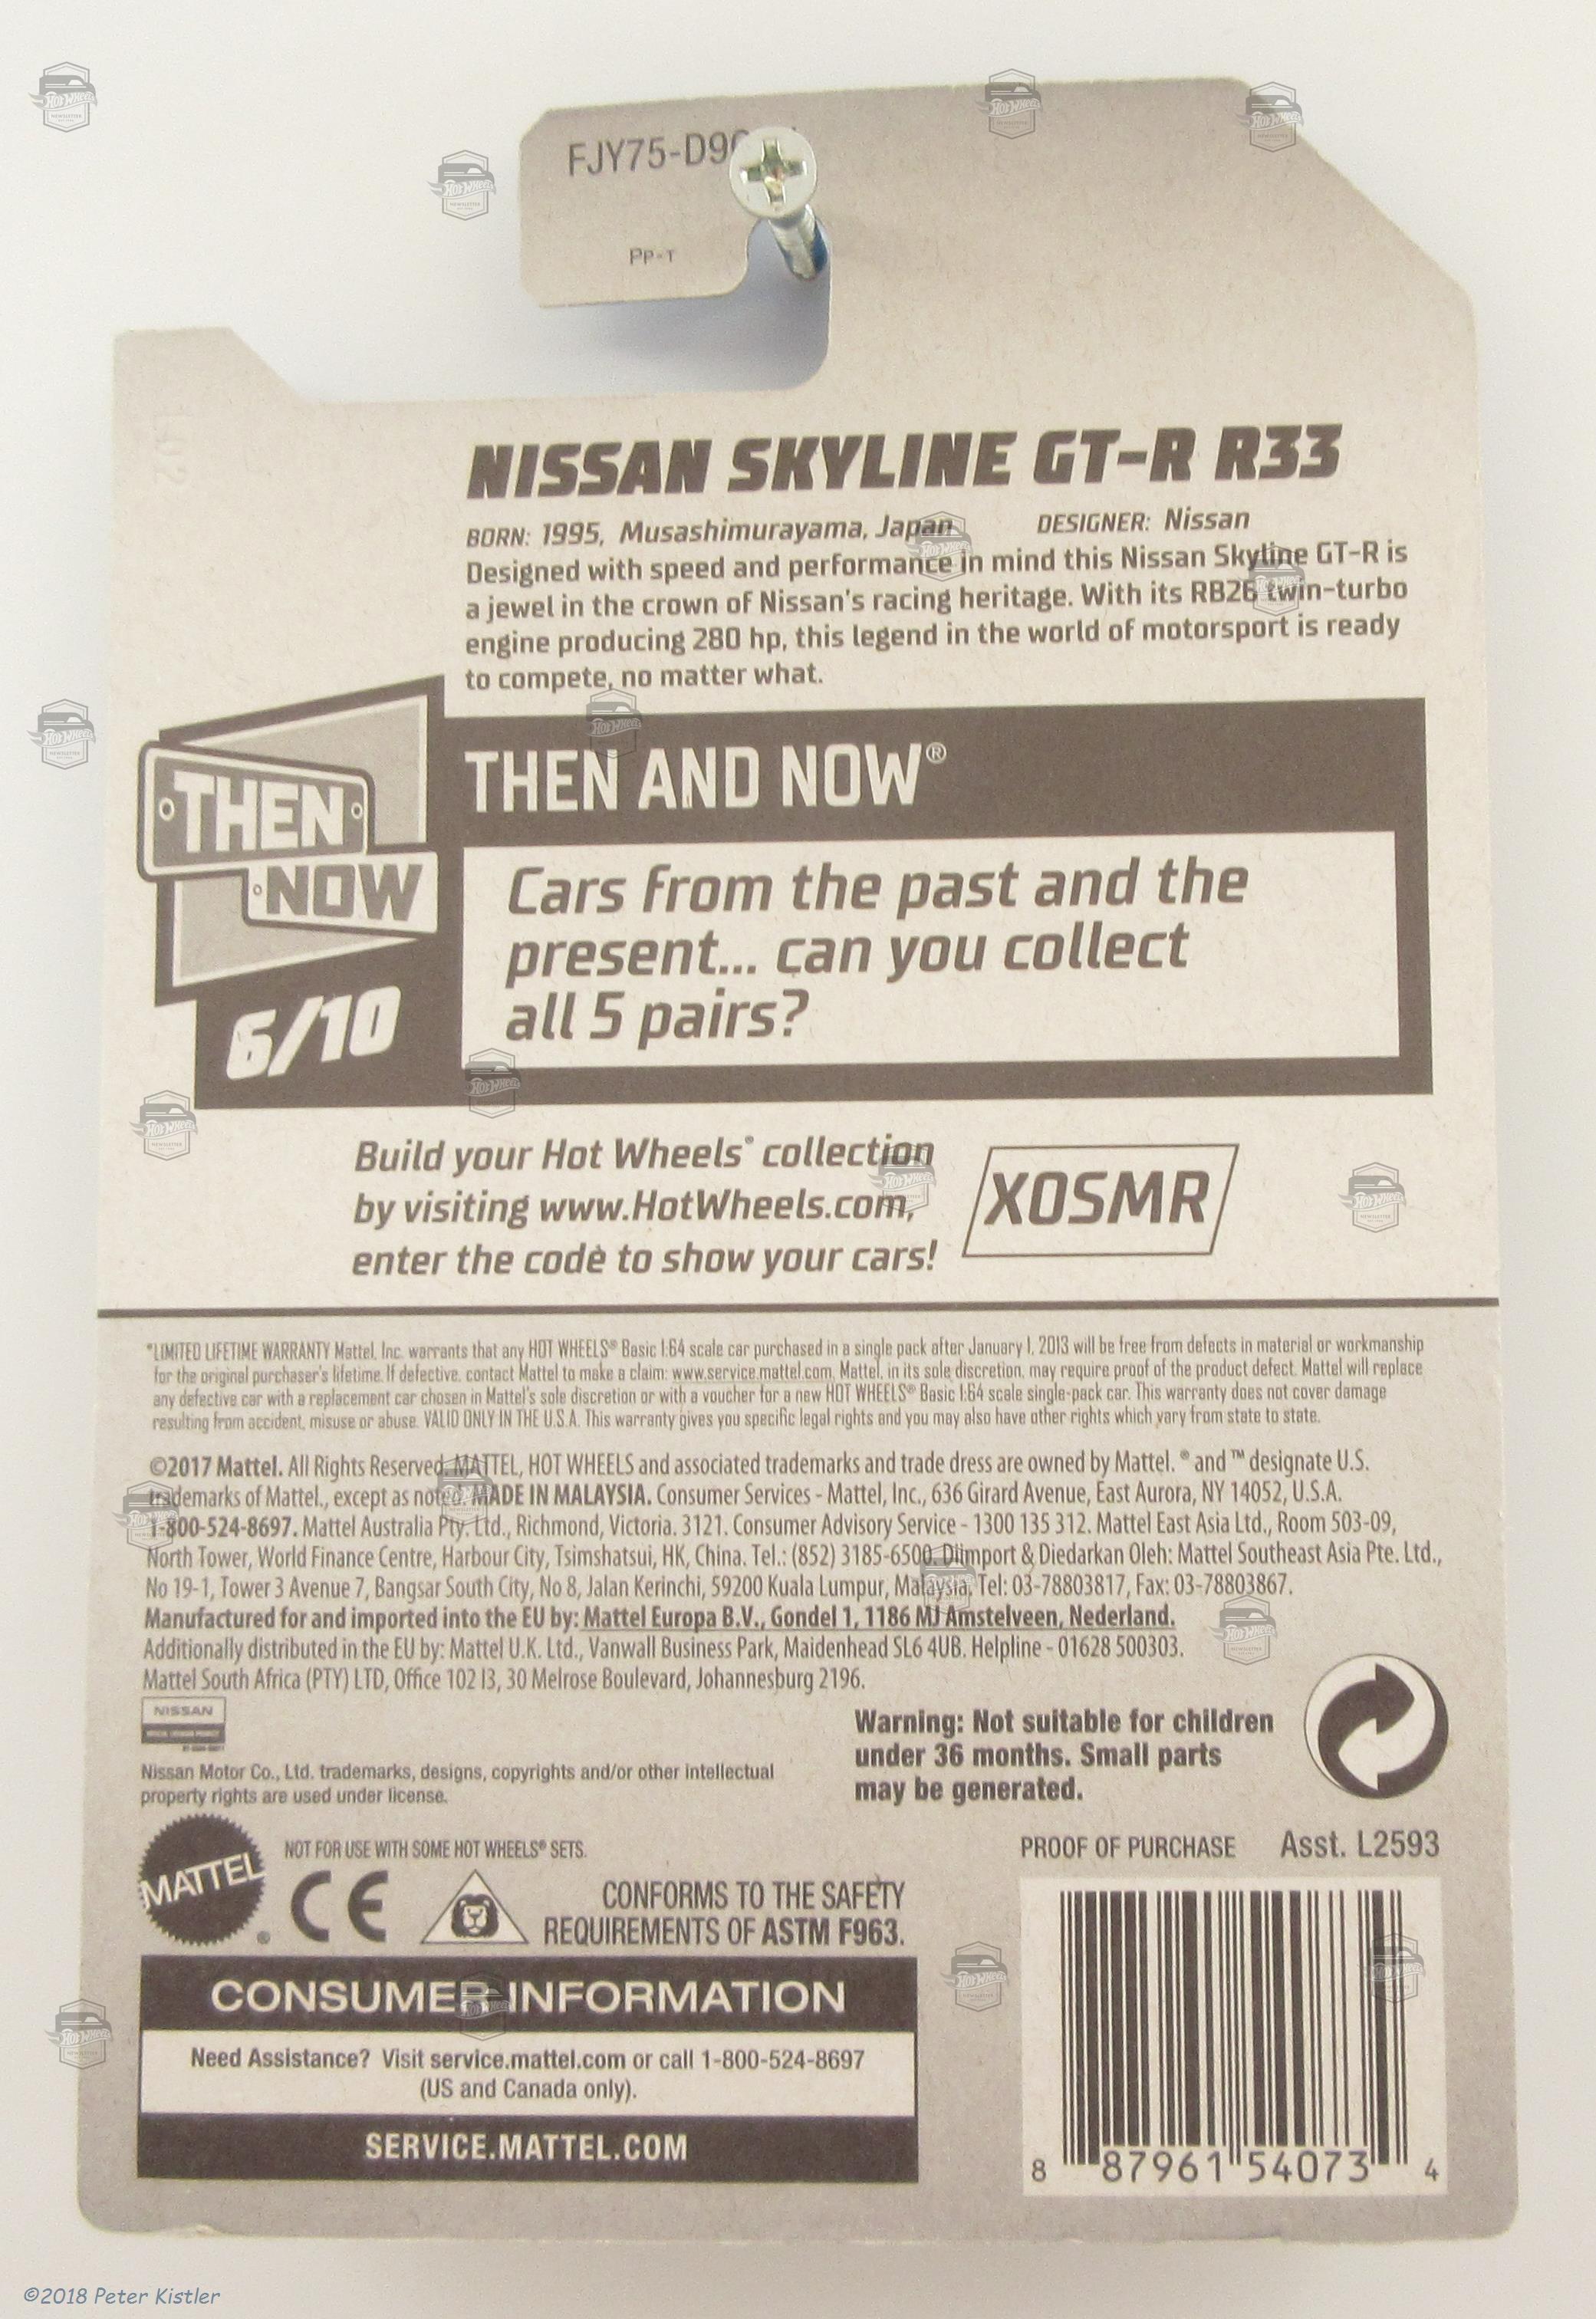 FJY75-D9
PP-T
NISSAN SKYLINE GT-R R33
BORN: 1995, Musashimurayama, Japan DESIGNER: Nissan
Designed with speed and performance in mind this Nissan Skyline GT-R is
a jewel in the crown of Nissan's racing heritage. With its RB26 twin-turbo
engine producing 280 hp, this legend in the world of motorsport is ready
to compete, no matter what.
THEN AND NOW®
THEN
NOW
6/10
Cars from the past and the
present... can you collect
all 5 pairs?
Build your Hot Wheels® collection
by visiting www.HotWheels.com,
enter the code to show your cars!
XOSMR
*LIMITED LIFETIME WARRANTY Mattel, Inc. warrants that any HOT WHEELS® Basic 1:64 scale car purchased in a single pack after January 1, 2013 will be free from defects in material or workmanship
for the original purchaser's lifetime. If defective, contact Mattel to make a claim: www.service.mattel.com. Mattel, in its sole discretion, may require proof of the product defect. Mattel will replace
any defective car with a replacement car chosen in Mattel's sole discretion or with a voucher for a new HOT WHEELS® Basic 1:64 scale single-pack car. This warranty does not cover damage
resulting from accident, misuse or abuse. VALID ONLY IN THE U.S.A. This warranty gives you specific legal rights and you may also have other rights which vary from state to state.
©2017 Mattel. All Rights Reserved. MATTEL, HOT WHEELS and associated trademarks and trade dress are owned by Mattel. ® and ™ designate U.S.
trademarks of Mattel., except as noted. MADE IN MALAYSIA. Consumer Services - Mattel, Inc., 636 Girard Avenue, East Aurora, NY 14052, U.S.A.
1-800-524-8697. Mattel Australia Pty. Ltd., Richmond, Victoria. 3121. Consumer Advisory Service - 1300 135 312. Mattel East Asia Ltd., Room 503-09,
North Tower, World Finance Centre, Harbour City, Tsimshatsui, HK, China. Tel.: (852) 3185-6500. Diimport & Diedarkan Oleh: Mattel Southeast Asia Pte. Ltd.,
No 19-1, Tower 3 Avenue 7, Bangsar South City, No 8, Jalan Kerinchi, 59200 Kuala Lumpur, Malaysia. Tel: 03-78803817, Fax: 03-78803867.
Manufactured for and imported into the EU by: Mattel Europa B.V., Gondel 1, 1186 MJ Amstelveen, Nederland.
Additionally distributed in the EU by: Mattel U.K. Ltd., Vanwall Business Park, Maidenhead SL6 4UB. Helpline - 01628 500303.
Mattel South Africa (PTY) LTD, Office 102 I3, 30 Melrose Boulevard, Johannesburg 2196.
NISSAN
Nissan Motor Co., Ltd. trademarks, designs, copyrights and/or other intellectual
property rights are used under license.
Warning: Not suitable for children
under 36 months. Small parts
may be generated.
MATTEL
®
NOT FOR USE WITH SOME HOT WHEELS® SETS.
CE
CONFORMS TO THE SAFETY
REQUIREMENTS OF ASTM F963.
PROOF OF PURCHASE Asst. L2593
CONSUMER INFORMATION
Need Assistance? Visit service.mattel.com or call 1-800-524-8697
(US and Canada only).
SERVICE.MATTEL.COM
8 87961 54073 4
©2018 Peter Kistler